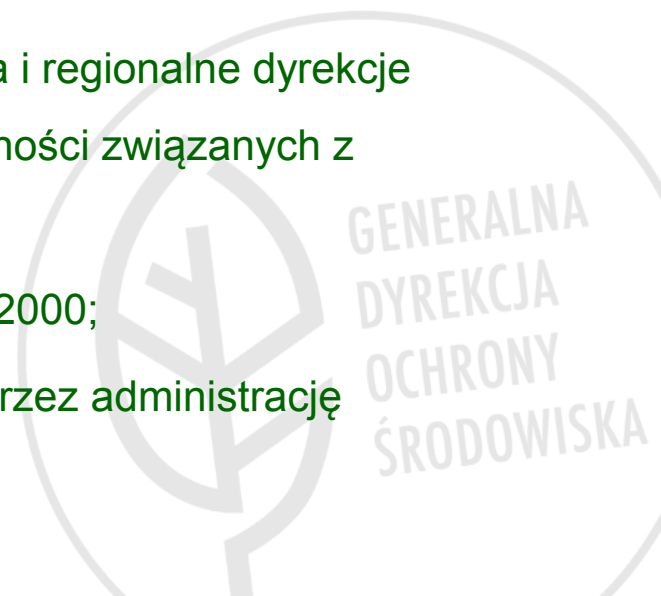 a i regionalne dyrekcje
ności związanych z
GENERALNA
DYREKCJA
2000;
OCHRONY
rzez administrację
ŚRODOWISKA